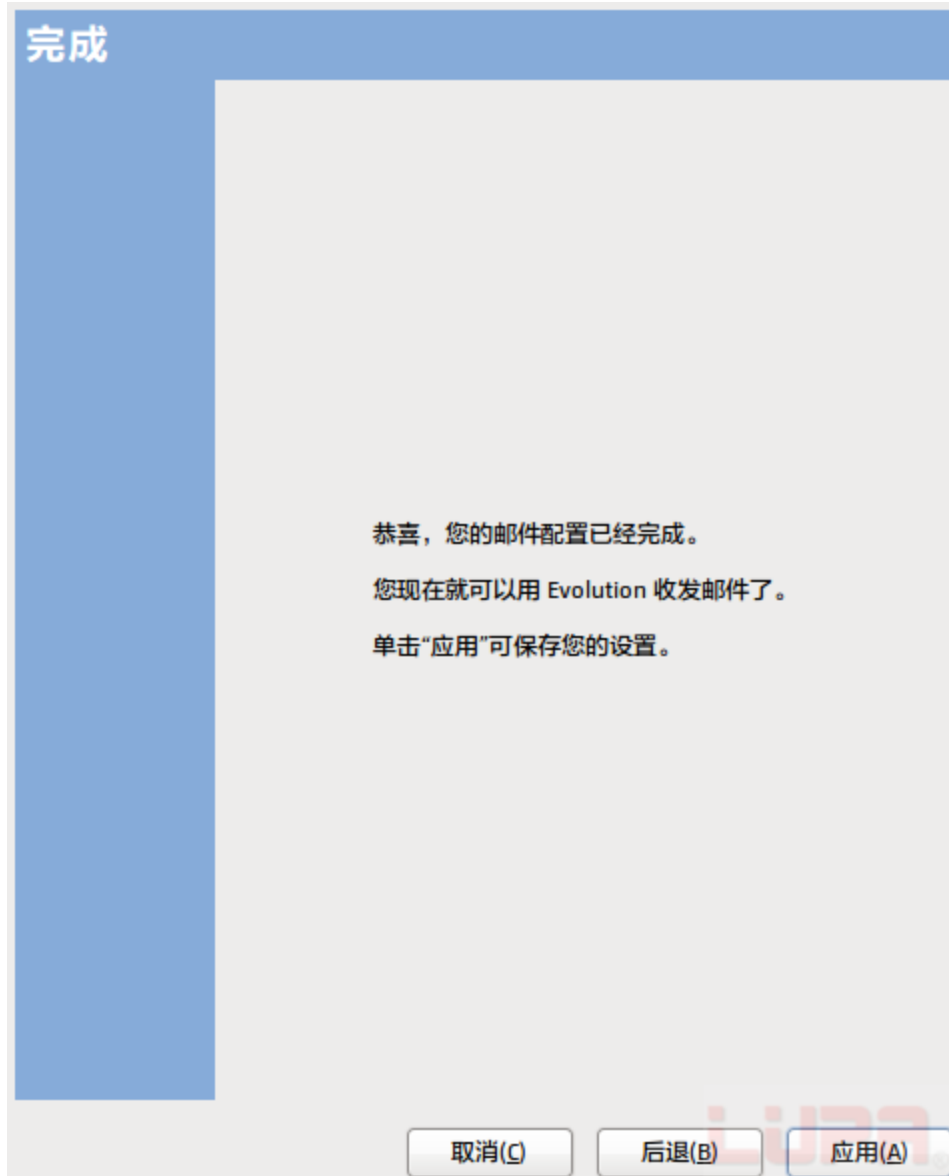 完成
恭喜，您的邮件配置已经完成。
您现在就可以用 Evolution 收发邮件了。
单击“应用”可保存您的设置。
取消(C)
后退(B)
应用(A)
LUPA